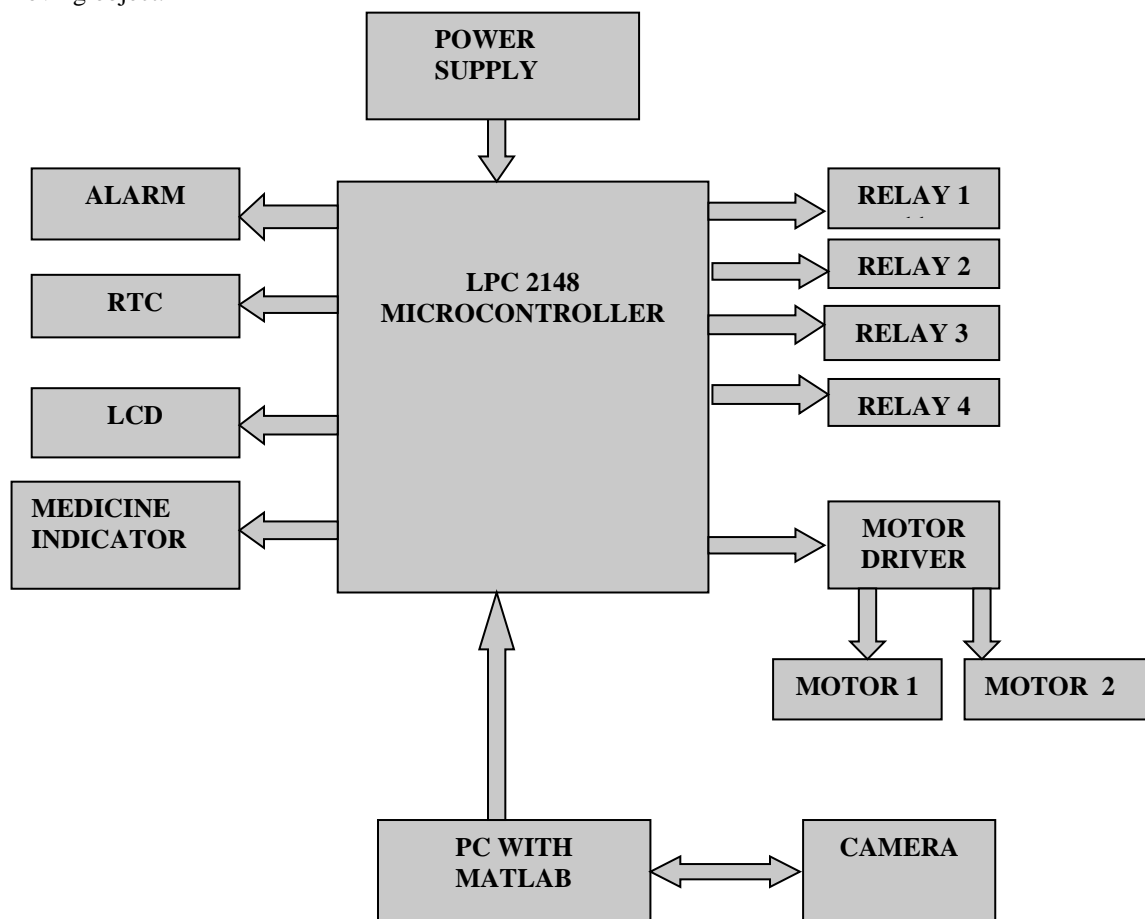 POWER
SUPPLY
ALARM
RTC
LCD
MEDICINE
INDICATOR
LPC 2148
MICROCONTROLLER
RELAY 1
RELAY 2
RELAY 3
RELAY 4
MOTOR
DRIVER
MOTOR 1
MOTOR 2
PC WITH
MATLAB
CAMERA